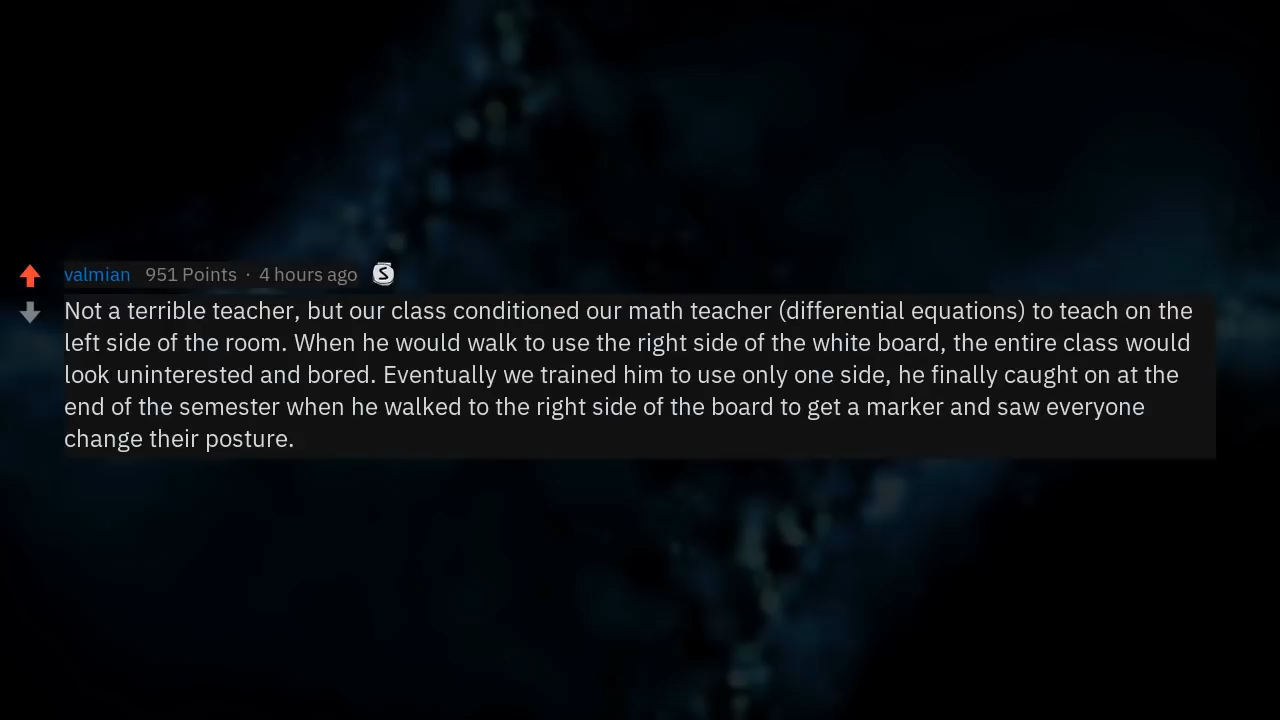 valmian 951 Points · 4 hours ago S
Not a terrible teacher, but our class conditioned our math teacher (differential equations) to teach on the
left side of the room. When he would walk to use the right side of the white board, the entire class would
look uninterested and bored. Eventually we trained him to use only one side, he finally caught on at the
end of the semester when he walked to the right side of the board to get a marker and saw everyone
change their posture.